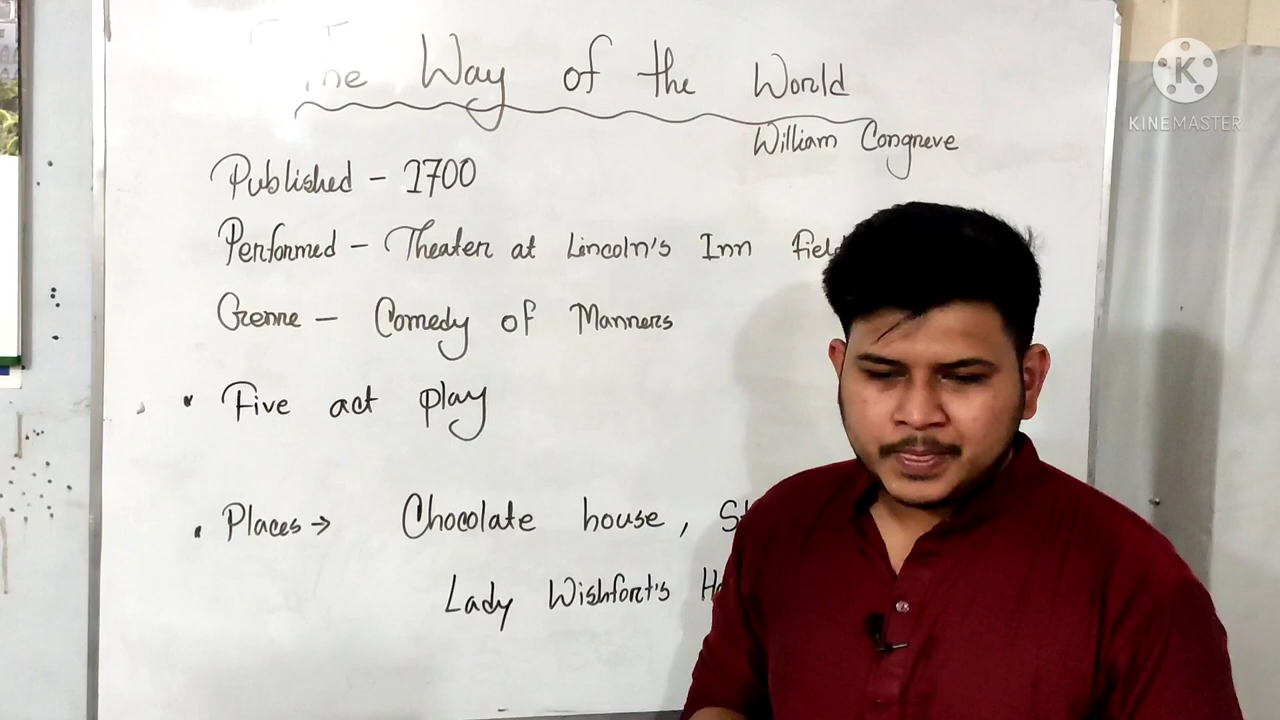 The Way of the World
William Congreve
Published - 1700
Performed - Theater at Lincoln's Inn
Genre - Comedy of Manners
• Five act play
• Places → Chocolate house,
Lady Wishfort's
K
KINEMASTER